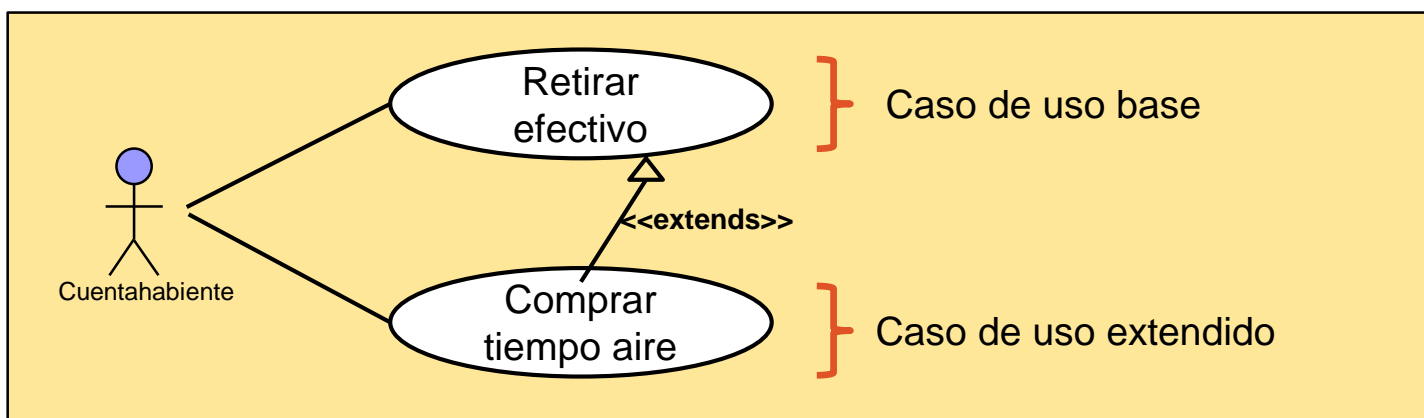 Retirar
efectivo
Caso de uso base
<<extends>>
Cuentahabiente
Comprar
tiempo aire
Caso de uso extendido